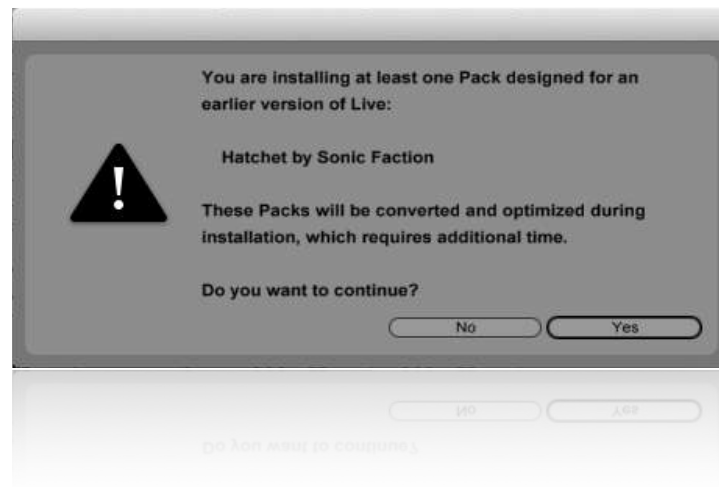 You are installing at least one Pack designed for an
earlier version of Live:
Hatchet by Sonic Faction
These Packs will be converted and optimized during
installation, which requires additional time.
Do you want to continue?
No
Yes